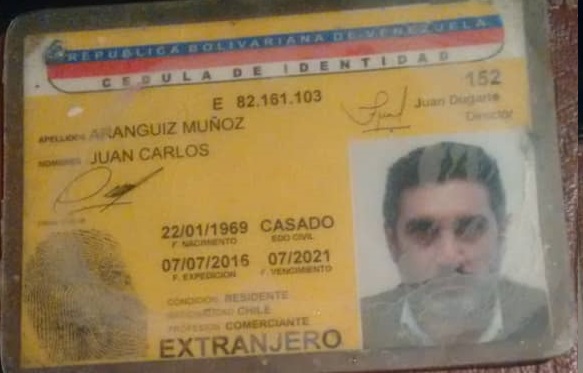 REPUBLICA BOLIVARIANA DE VENEZUELA
CEDULA DE IDENTIDAD
E 82.161.103
152
Juan Dugarte
Director
APELLIDOS ARANGUIZ MUÑOZ
NOMBRES JUAN CARLOS
22/01/1969 CASADO
F. NACIMIENTO EDO CIVIL
07/07/2016 07/2021
F. EXPEDICION F. VENCIMIENTO
CONDICION RESIDENTE
NACIONALIDAD CHILE
PROFESION COMERCIANTE
EXTRANJERO